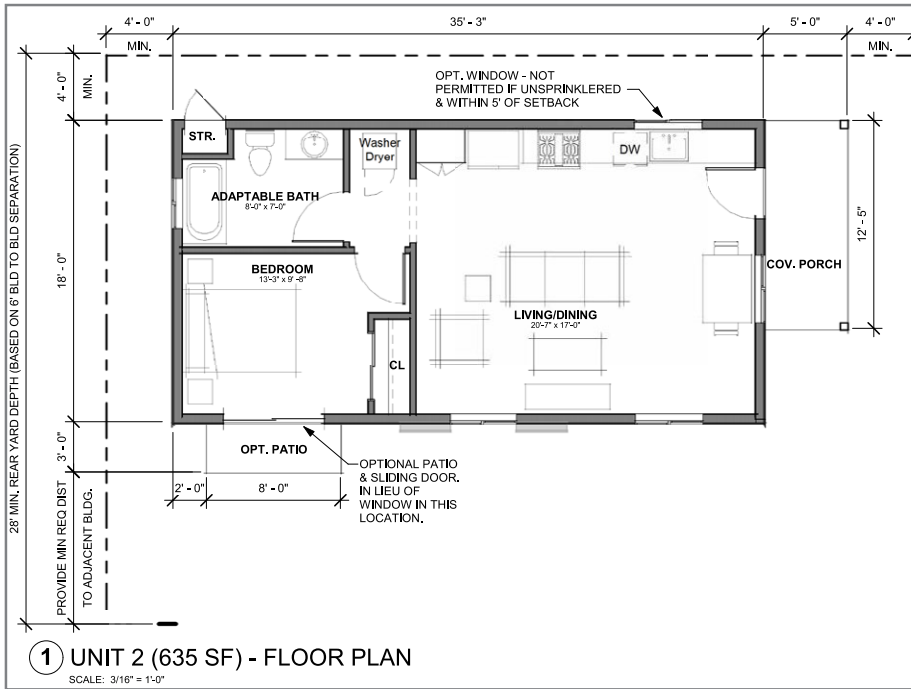 4' - 0"
35' - 3"
5' - 0"
4' - 0"
MIN.
MIN.
4' - 0"
MIN.
OPT. WINDOW - NOT
PERMITTED IF UNSPRINKLERED
& WITHIN 5' OF SETBACK
STR.
Washer
Dryer
DW
ADAPTABLE BATH
8'-0" x 7'-0"
18' - 0"
12' - 5"
28' MIN. REAR YARD DEPTH (BASED ON 6' BLD TO BLD SEPARATION)
BEDROOM
13'-3" x 9' -8"
COV. PORCH
LIVING/DINING
20'-7" x 17'-0"
CL
3' - 0"
OPT. PATIO
OPTIONAL PATIO
& SLIDING DOOR.
IN LIEU OF
WINDOW IN THIS
LOCATION.
2' - 0"
8' - 0"
PROVIDE MIN REQ DIST
TO ADJACENT BLDG.
1 UNIT 2 (635 SF) - FLOOR PLAN
SCALE: 3/16" = 1'-0"